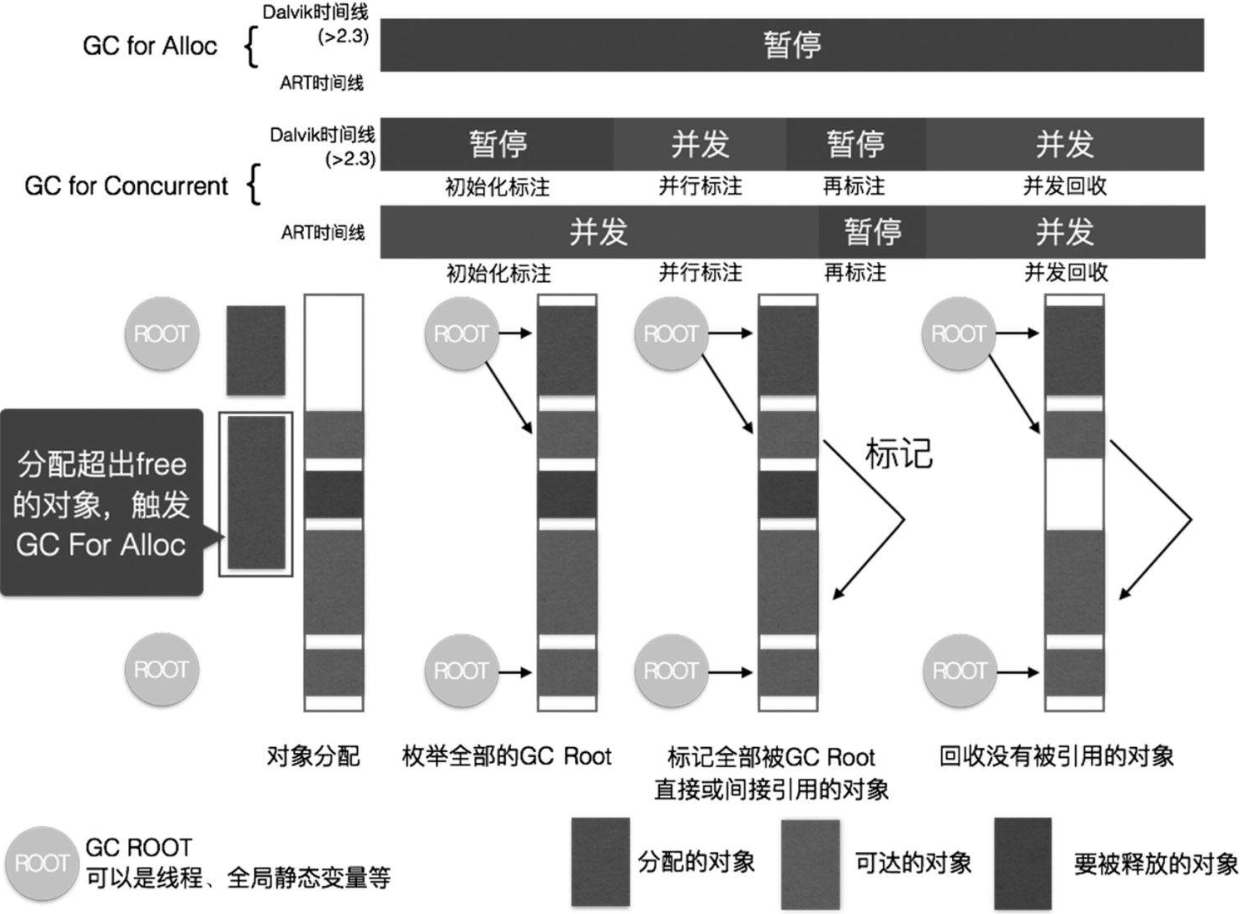 GC for Alloc
Dalvik时间线
(>2.3)
暂停
ART时间线
GC for Concurrent
Dalvik时间线
(>2.3)
暂停
并发
暂停
并发
初始化标注
并行标注
再标注
并发回收
ART时间线
并发
暂停
并发
初始化标注
并行标注
再标注
并发回收
ROOT
ROOT
ROOT
ROOT
分配超出free
的对象，触发
GC For Alloc
标记
ROOT
ROOT
ROOT
ROOT
对象分配
枚举全部的GC Root
标记全部被GC Root
直接或间接引用的对象
回收没有被引用的对象
ROOT
GC ROOT
可以是线程、全局静态变量等
分配的对象
可达的对象
要被释放的对象